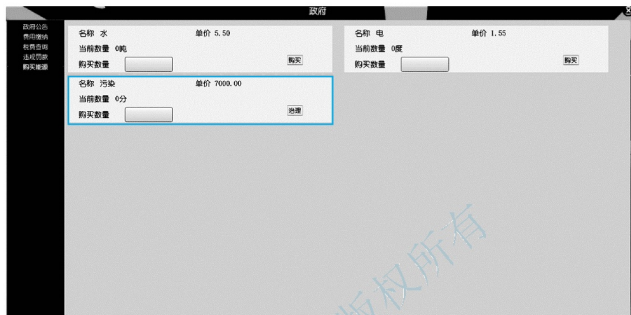 政府
政府公告
费用缴纳
税费查询
违规罚款
购买能源
名称 水 单价 5.50
当前数量 0吨
购买数量 购买
名称 电 单价 1.55
当前数量 0度
购买数量 购买
名称 污染 单价 7000.00
当前数量 0分
购买数量 治理
版权所有